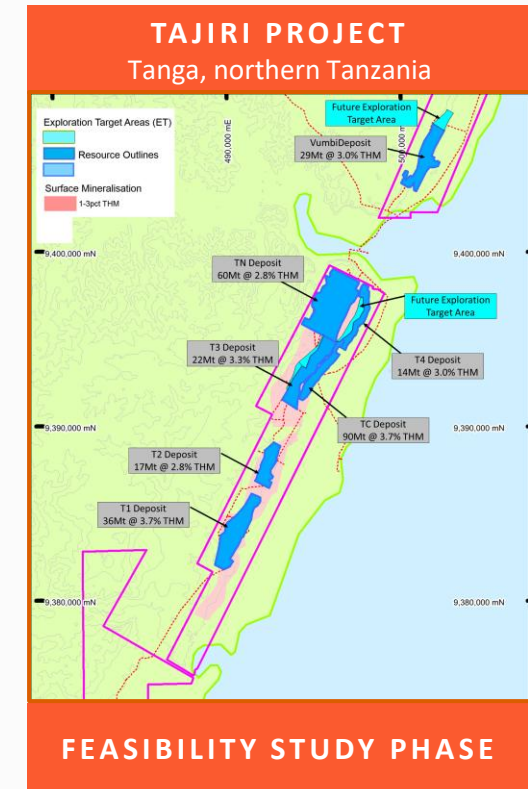 TAJIRI PROJECT
Tanga, northern Tanzania
Exploration Target Areas (ET)
Resource Outlines
Surface Mineralisation
1-3pct THM
490,000 mE
Future Exploration
Target Area
VumbiDeposit
29Mt @ 3.0% THM
9,400,000 mN
9,400,000 mN
TN Deposit
60Mt @ 2.8% THM
Future Exploration
Target Area
T3 Deposit
22Mt @ 3.3% THM
T4 Deposit
14Mt @ 3.0% THM
TC Deposit
90Mt @ 3.7% THM
9,390,000 mN
9,390,000 mN
T2 Deposit
17Mt @ 2.8% THM
T1 Deposit
36Mt @ 3.7% THM
9,380,000 mN
9,380,000 mN
FEASIBILITY STUDY PHASE